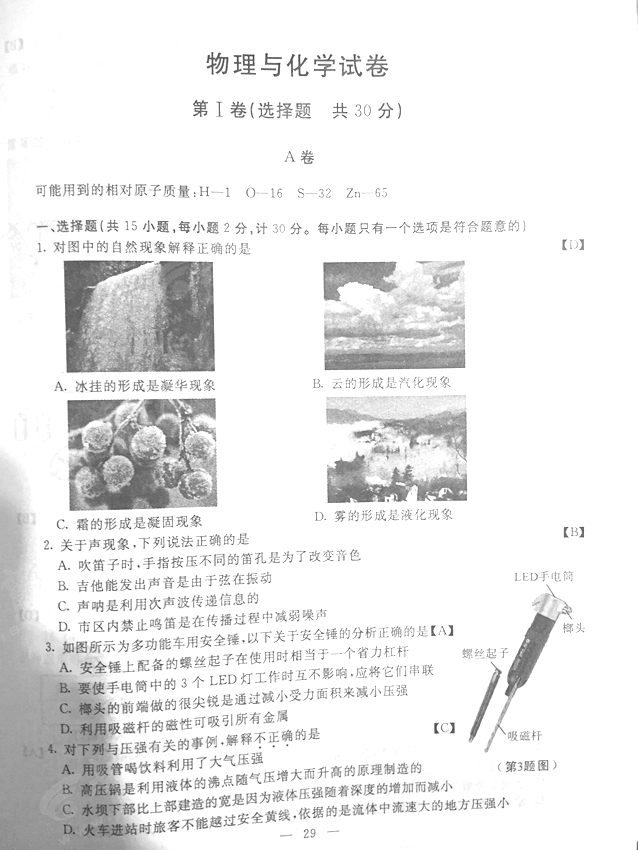 物理与化学试卷
第Ⅰ卷(选择题 共30分)
A卷
可能用到的相对原子质量:H—1 O—16 S—32 Zn—65
一、选择题(共15小题,每小题2分,计30分。每小题只有一个选项是符合题意的)
1. 对图中的自然现象解释正确的是 【D】
A. 冰挂的形成是凝华现象
B. 云的形成是汽化现象
C. 霜的形成是凝固现象
D. 雾的形成是液化现象
2. 关于声现象,下列说法正确的是 【B】
A. 吹笛子时,手指按压不同的笛孔是为了改变音色
B. 吉他能发出声音是由于弦在振动
C. 声呐是利用次声波传递信息的
D. 市区内禁止鸣笛是在传播过程中减弱噪声
3. 如图所示为多功能车用安全锤,以下关于安全锤的分析正确的是【A】
A. 安全锤上配备的螺丝起子在使用时相当于一个省力杠杆
B. 要使手电筒中的3个LED灯工作时互不影响,应将它们串联
C. 榔头的前端做的很尖锐是通过减小受力面积来减小压强
D. 利用吸磁杆的磁性可吸引所有金属
LED手电筒
榔头
螺丝起子
吸磁杆
(第3题图)
4. 对下列与压强有关的事例,解释不正确的是 【C】
A. 用吸管喝饮料利用了大气压强
B. 高压锅是利用液体的沸点随气压增大而升高的原理制造的
C. 水坝下部比上部建造的宽是因为液体压强随着深度的增加而减小
D. 火车进站时旅客不能越过安全黄线,依据的是流体中流速大的地方压强小
— 29 —